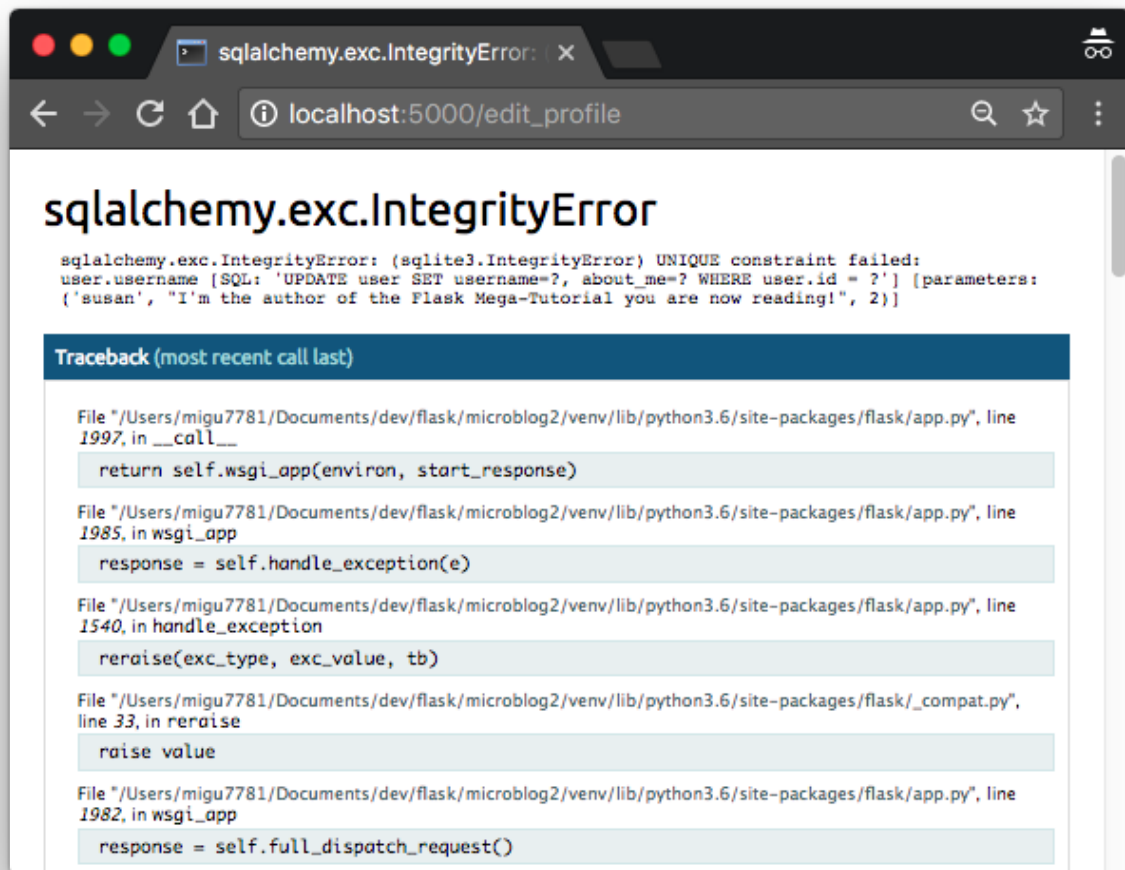 sqlalchemy.exc.IntegrityError: (
localhost:5000/edit_profile
sqlalchemy.exc.IntegrityError
sqlalchemy.exc.IntegrityError: (sqlite3.IntegrityError) UNIQUE constraint failed:
user.username [SQL: 'UPDATE user SET username=?, about_me=? WHERE user.id = ?'] [parameters:
('susan', "I'm the author of the Flask Mega-Tutorial you are now reading!", 2)]
Traceback (most recent call last)
File "/Users/migu7781/Documents/dev/flask/microblog2/venv/lib/python3.6/site-packages/flask/app.py", line
1997, in __call__
return self.wsgi_app(environ, start_response)
File "/Users/migu7781/Documents/dev/flask/microblog2/venv/lib/python3.6/site-packages/flask/app.py", line
1985, in wsgi_app
response = self.handle_exception(e)
File "/Users/migu7781/Documents/dev/flask/microblog2/venv/lib/python3.6/site-packages/flask/app.py", line
1540, in handle_exception
reraise(exc_type, exc_value, tb)
File "/Users/migu7781/Documents/dev/flask/microblog2/venv/lib/python3.6/site-packages/flask/_compat.py",
line 33, in reraise
raise value
File "/Users/migu7781/Documents/dev/flask/microblog2/venv/lib/python3.6/site-packages/flask/app.py", line
1982, in wsgi_app
response = self.full_dispatch_request()